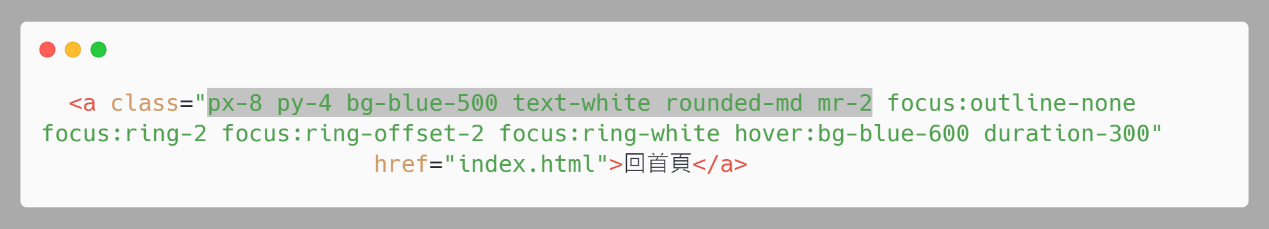 <a class="px-8 py-4 bg-blue-500 text-white rounded-md mr-2 focus:outline-none
focus:ring-2 focus:ring-offset-2 focus:ring-white hover:bg-blue-600 duration-300"
href="index.html">回首頁</a>